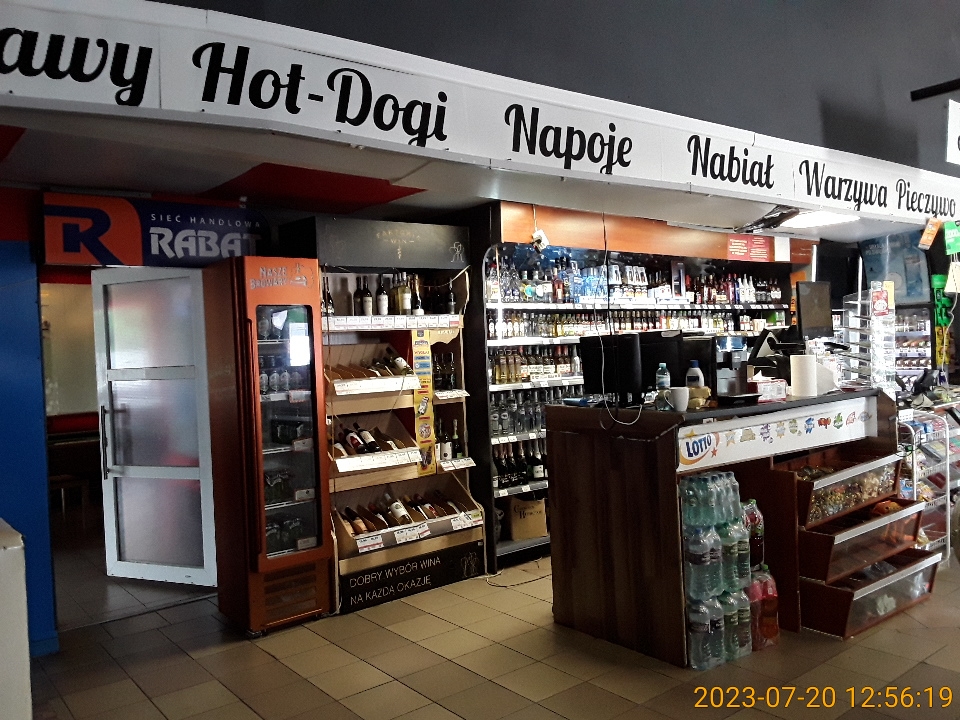 awy Hot-Dogi Napoje Nabiał Warzywa Pieczywo
SIEĆ HANDLOWA
R RABAT
NASZE
BROWARY
DOBRY WYBÓR WINA
NA KAŻDĄ OKAZJĘ
LOTTO
2023-07-20 12:56:19